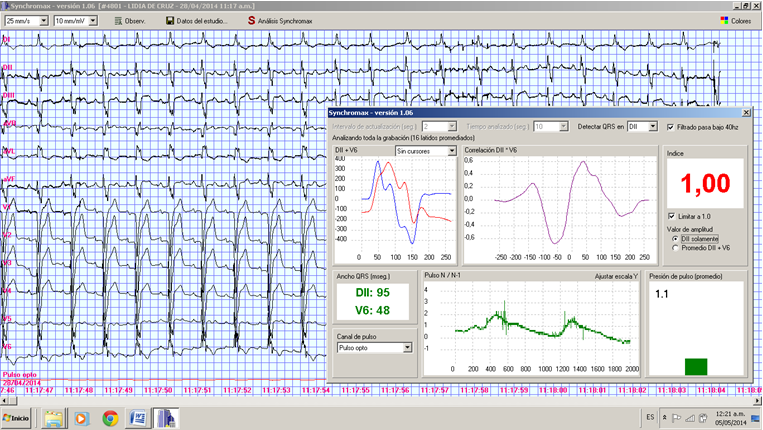 Synchromax - versión 1.06 [#4801 - LIDIA DE CRUZ - 28/04/2014 11:17 a.m.]
25 mm/s 10 mm/mV Observ. Datos del estudio... S Análisis Synchromax Colores
DI
DII
DIII
aVR
aVL
aVF
V1
V2
V3
V4
V5
V6
Pulso opto
28/04/2014
7:46 11:17:47 11:17:48 11:17:49 11:17:50 11:17:51 11:17:52 11:17:53 11:17:54 11:17:55 11:17:56 11:17:57 11:17:58 11:17:59 11:18:00 11:18:01 11:18:02 11:18:03 11:18:04 11:18:05
Synchromax - versión 1.06
Intervalo de actualización (seg.) 2 Tiempo analizado (seg.) 10 Detectar QRS en DII Filtrado pasa bajo 40hz
Analizando toda la grabación (16 latidos promediados)
DII + V6 Sin cursores
400
300
200
100
0
-100
-200
-300
-400
0 50 150 250
Correlación DII * V6
0,6
0,4
0,2
0,0
-0,2
-0,4
-0,6
-250 -200 -150 -100 -50 0 50 100 150 200 250
Indice
1,00
Limitar a 1.0
Valor de amplitud
DII solamente
Promedio DII + V6
Ancho QRS (mseg.)
DII: 95
V6: 48
Canal de pulso
Pulso opto
Pulso N / N-1 Ajustar escala Y
4
3
2
1
0
-1
0 200 400 600 800 1000 1200 1400 1600 1800 2000
Presión de pulso (promedio)
1.1
Inicio ES 12:21 a.m.
05/05/2014